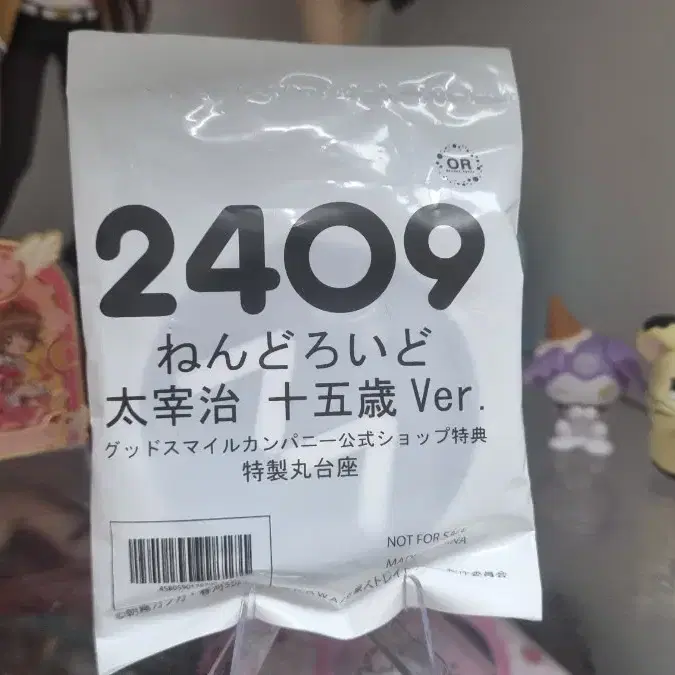 OR
2409
ねんどろいど
太宰治 十五歳 Ver.
グッドスマイルカンパニー公式ショップ特典
特製丸台座
NOT FOR